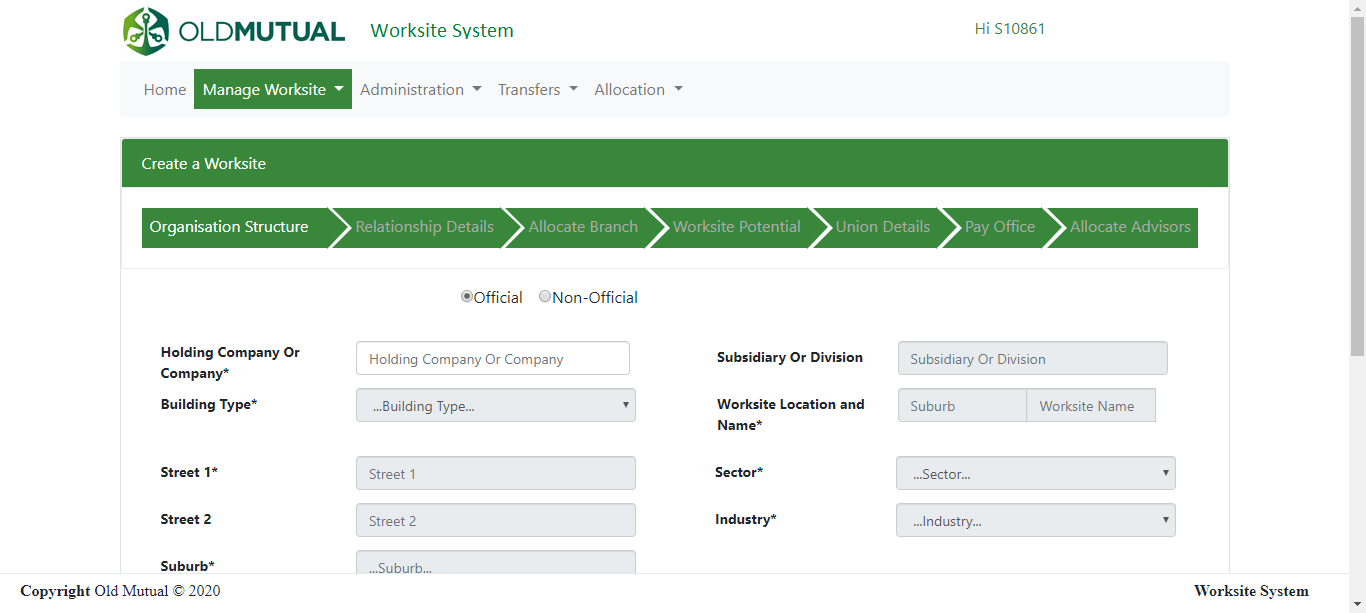 OLDMUTUAL Worksite System Hi S10861
Home Manage Worksite Administration Transfers Allocation
Create a Worksite
Organisation Structure Relationship Details Allocate Branch Worksite Potential Union Details Pay Office Allocate Advisors
Official Non-Official
Holding Company Or
Company* Holding Company Or Company Subsidiary Or Division Subsidiary Or Division
Building Type* ...Building Type... Worksite Location and
Name* Suburb Worksite Name
Street 1* Street 1 Sector* ...Sector...
Street 2 Street 2 Industry* ...Industry...
Suburb* ...Suburb...
Copyright Old Mutual © 2020 Worksite System